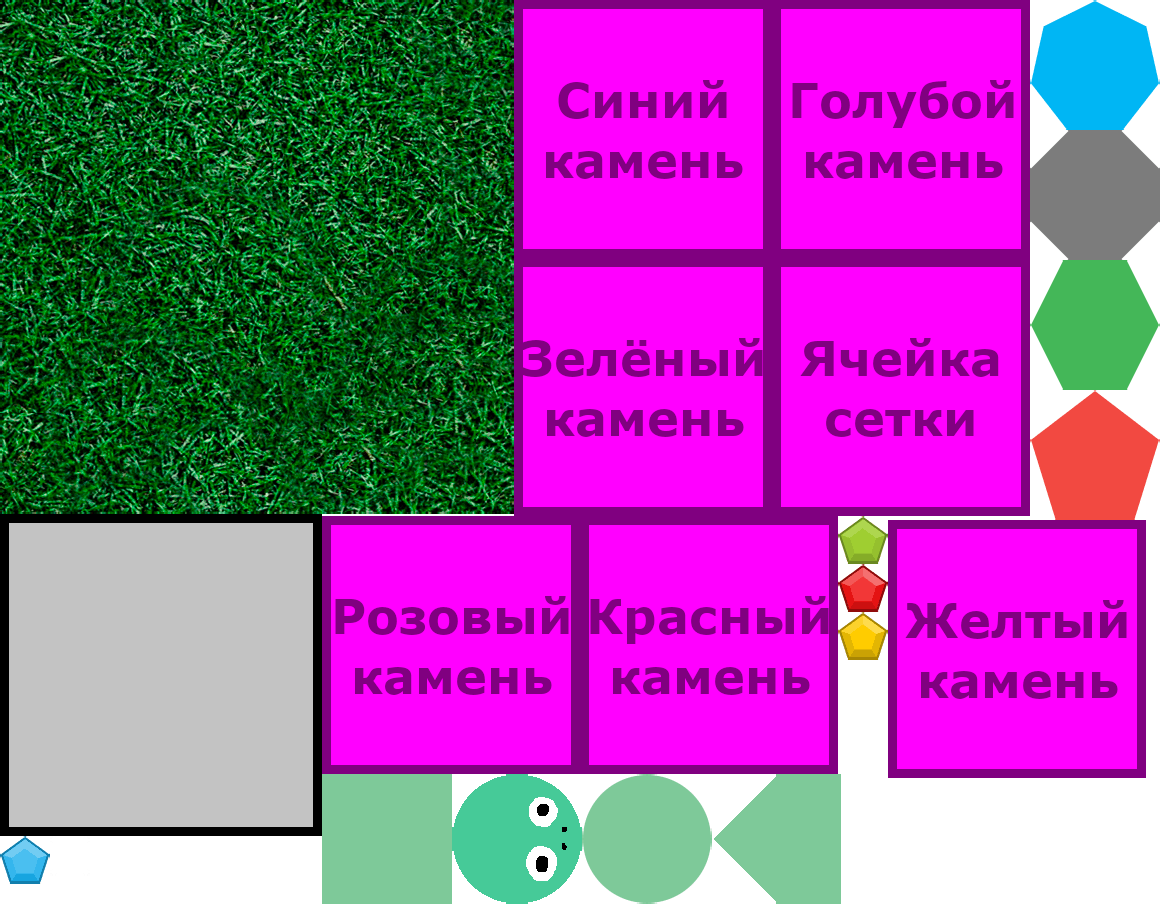 Синий
камень
Голубой
камень
Зелёный
камень
Ячейка
сетки
Розовый
камень
Красный
камень
Желтый
камень